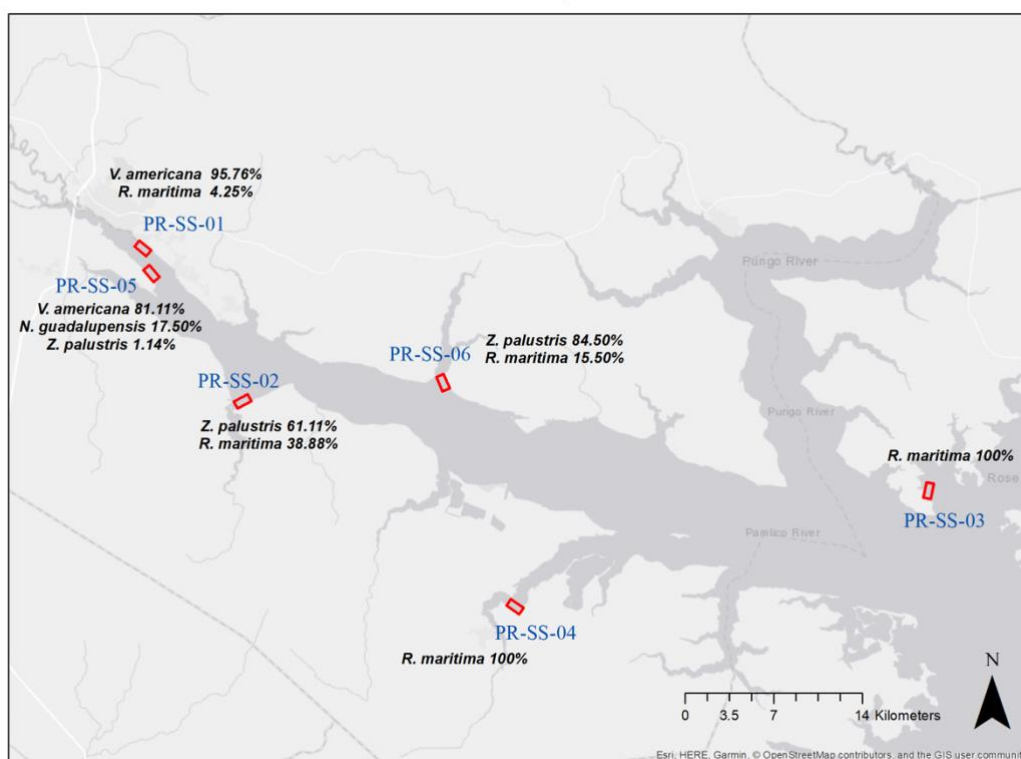 V. americana 95.76%
R. maritima 4.25%
PR-SS-01
PR-SS-05
V. americana 81.11%
N. guadalupensis 17.50%
Z. palustris 1.14%
PR-SS-02
Z. palustris 61.11%
R. maritima 38.88%
PR-SS-06
Z. palustris 84.50%
R. maritima 15.50%
Pungo River
Pungo River
R. maritima 100%
Rose
PR-SS-03
Pamlico River
PR-SS-04
R. maritima 100%
N
0 3.5 7 14 Kilometers
Esri, HERE, Garmin, © OpenStreetMap contributors, and the GIS user communit